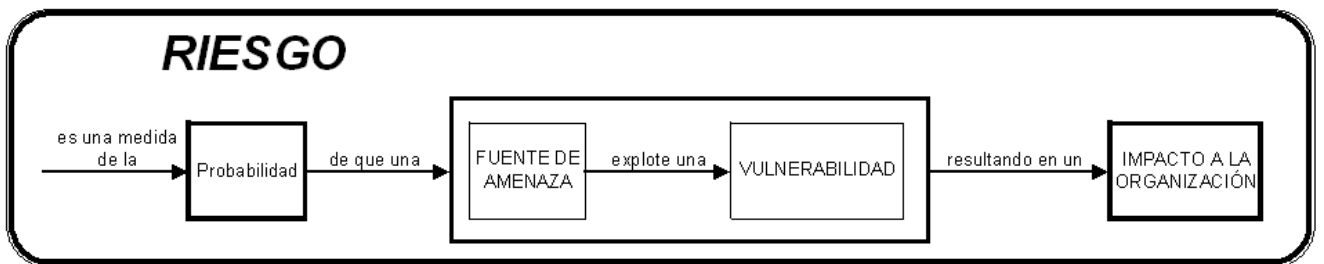 RIESGO
es una medida
de la
Probabilidad
de que una
FUENTE DE
AMENAZA
explote una
VULNERABILIDAD
resultando en un
IMPACTO A LA
ORGANIZACIÓN